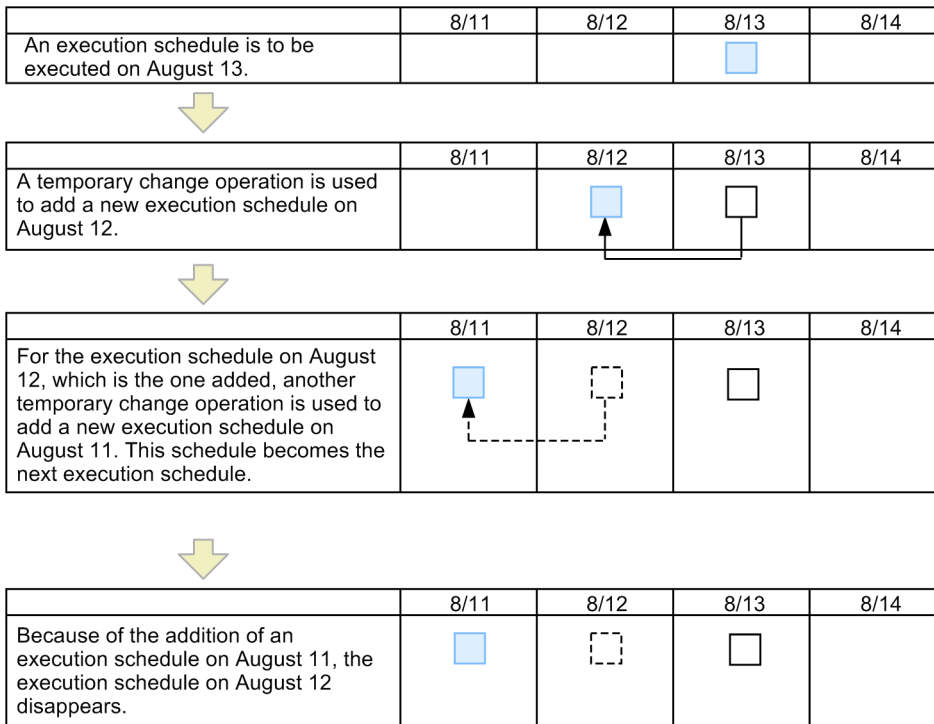 8/11 8/12 8/13 8/14
An execution schedule is to be
executed on August 13.
8/11 8/12 8/13 8/14
A temporary change operation is used
to add a new execution schedule on
August 12.
8/11 8/12 8/13 8/14
For the execution schedule on August
12, which is the one added, another
temporary change operation is used to
add a new execution schedule on
August 11. This schedule becomes the
next execution schedule.
8/11 8/12 8/13 8/14
Because of the addition of an
execution schedule on August 11, the
execution schedule on August 12
disappears.